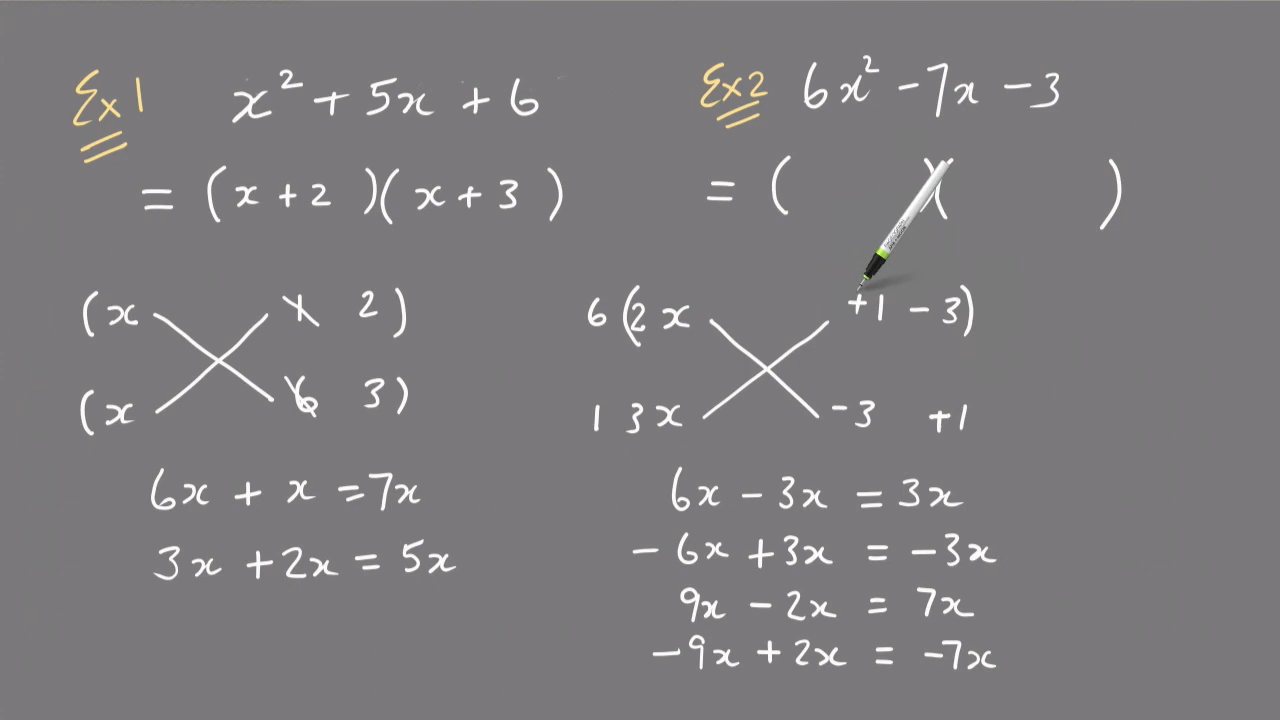 Ex 1 x² + 5x + 6
= (x + 2)(x + 3)
(x 1 2)
(x 6 3)
6x + x = 7x
3x + 2x = 5x
Ex2 6x² - 7x - 3
= ( )( )
6 (2x +1 -3)
1 3x -3 +1
6x - 3x = 3x
- 6x + 3x = -3x
9x - 2x = 7x
-9x + 2x = -7x